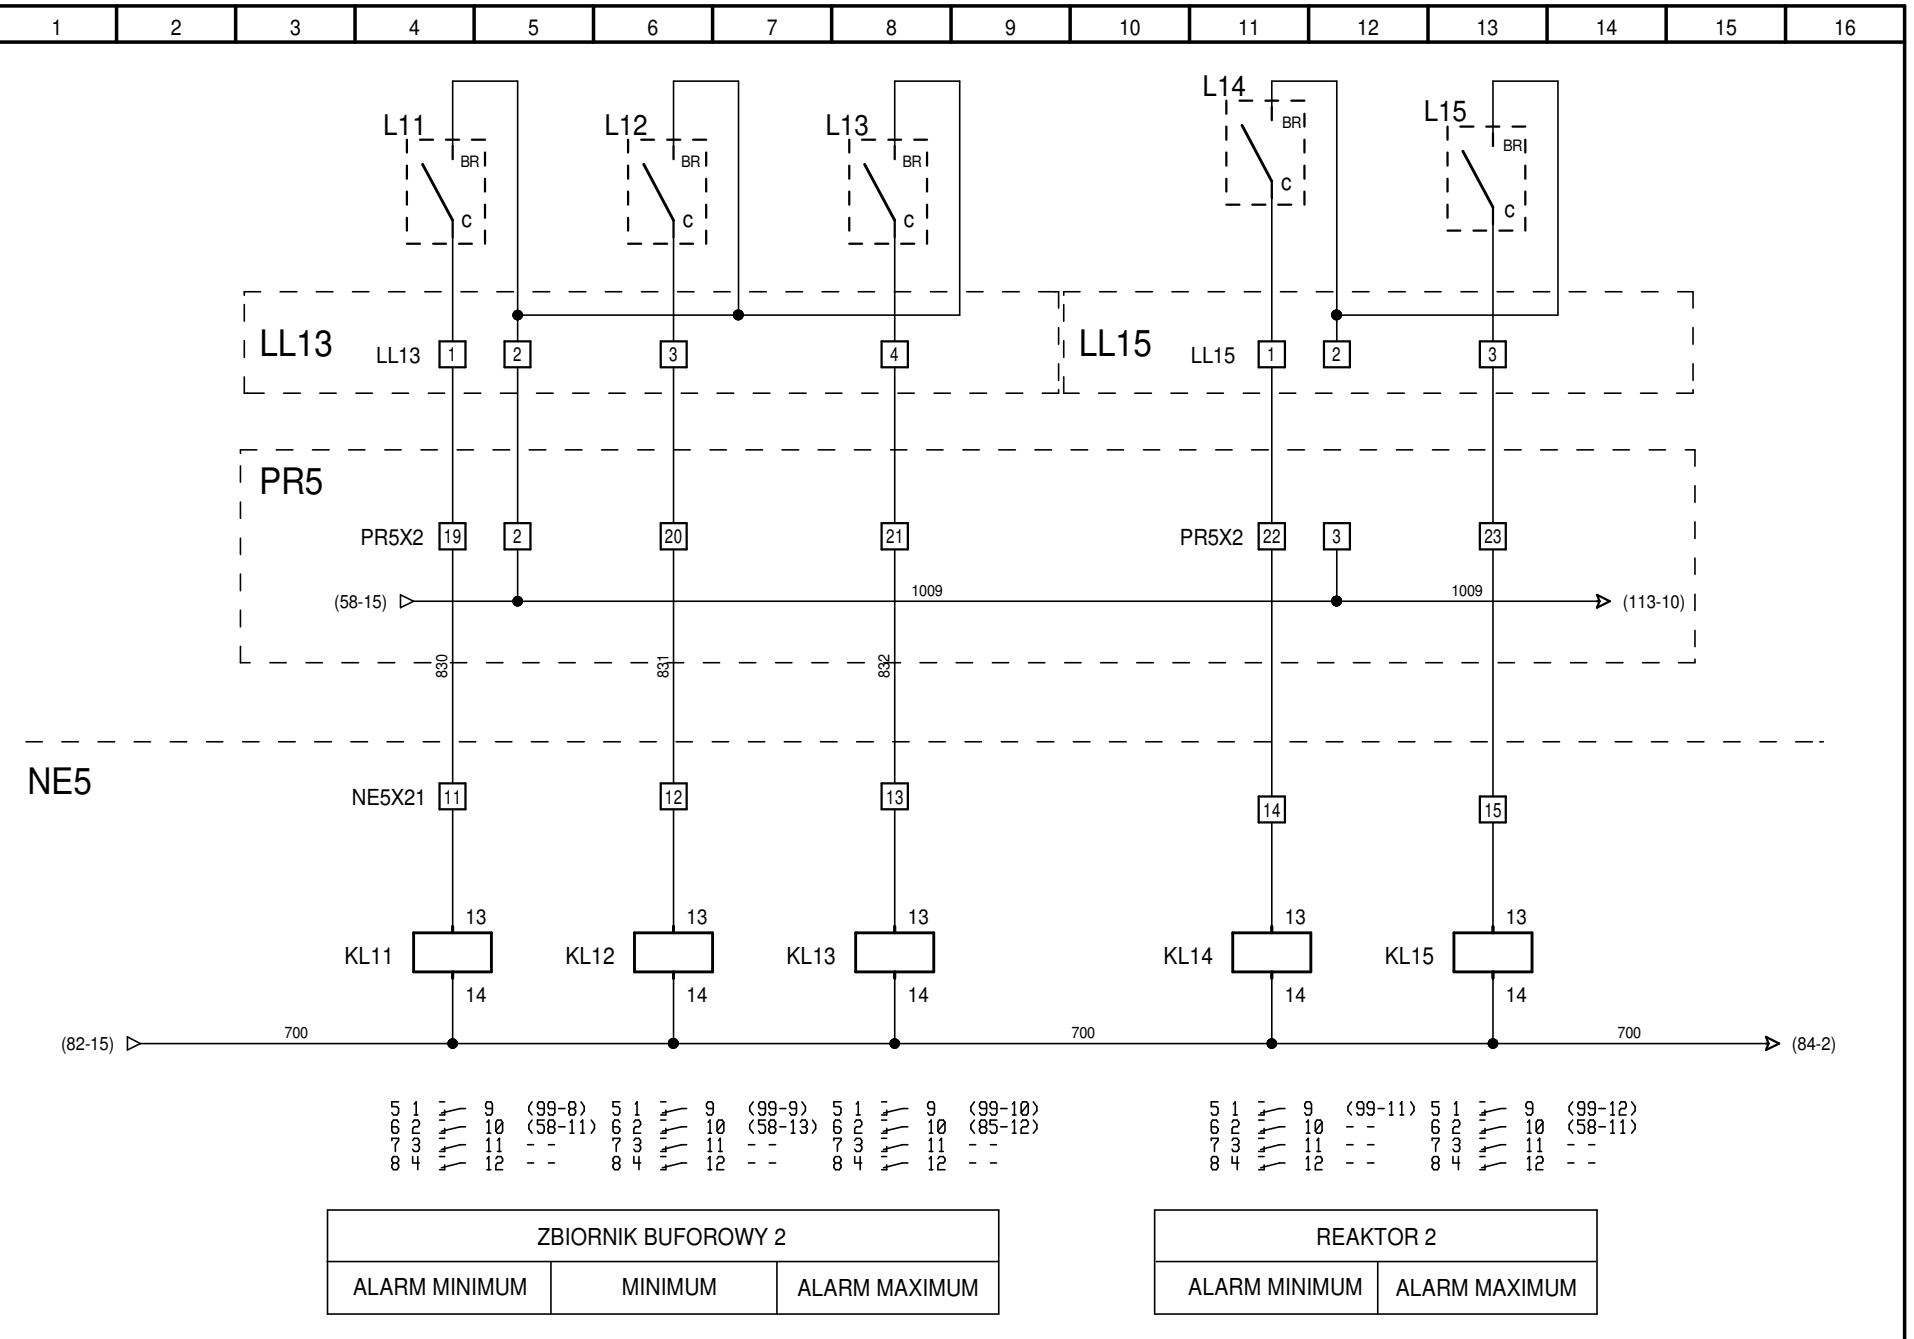 1 2 3 4 5 6 7 8 9 10 11 12 13 14 15 16
L11 L12 L13 L14 L15
BR BR BR BR BR
C C C C C
LL13 LL13 1 2 3 4 LL15 LL15 1 2 3
PR5
PR5X2 19 2 20 21 PR5X2 22 3 23
(58-15) 1009 1009 (113-10)
830 831 832
NE5
NE5X21 11 12 13 14 15
13 13 13 13 13
KL11 KL12 KL13 KL14 KL15
14 14 14 14 14
(82-15) 700 700 700 (84-2)
5 1 9 (99-8) 5 1 9 (99-9) 5 1 9 (99-10) 5 1 9 (99-11) 5 1 9 (99-12)
6 2 10 (58-11) 6 2 10 (58-13) 6 2 10 (85-12) 6 2 10 - - 6 2 10 (58-11)
7 3 11 - - 7 3 11 - - 7 3 11 - - 7 3 11 - - 7 3 11 - -
8 4 12 - - 8 4 12 - - 8 4 12 - - 8 4 12 - - 8 4 12 - -
ZBIORNIK BUFOROWY 2 REAKTOR 2
ALARM MINIMUM MINIMUM ALARM MAXIMUM ALARM MINIMUM ALARM MAXIMUM